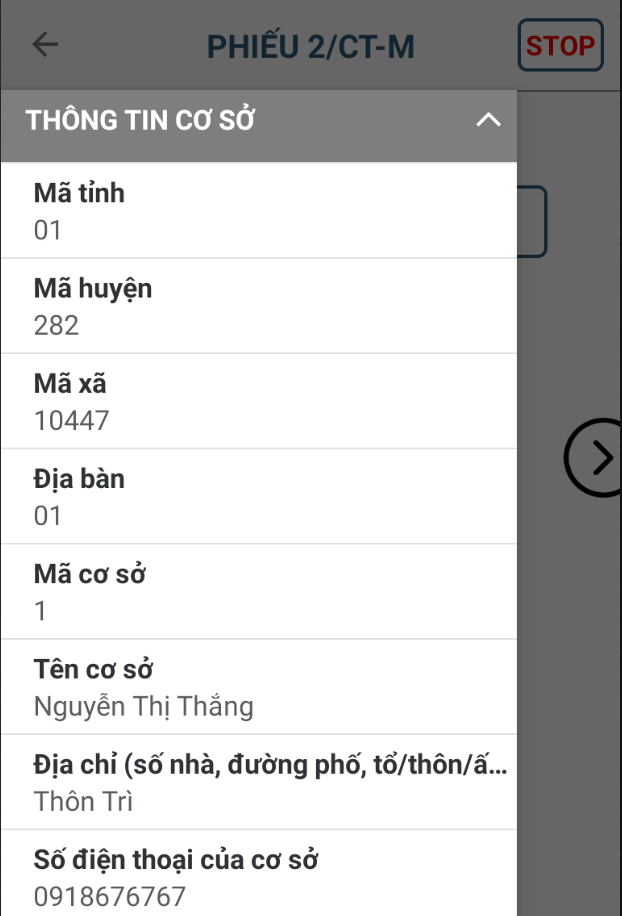 PHIẾU 2/CT-M
STOP
THÔNG TIN CƠ SỞ
Mã tỉnh
01
Mã huyện
282
Mã xã
10447
Địa bàn
01
Mã cơ sở
1
Tên cơ sở
Nguyễn Thị Thắng
Địa chỉ (số nhà, đường phố, tổ/thôn/ấ...
Thôn Trì
Số điện thoại của cơ sở
0918676767